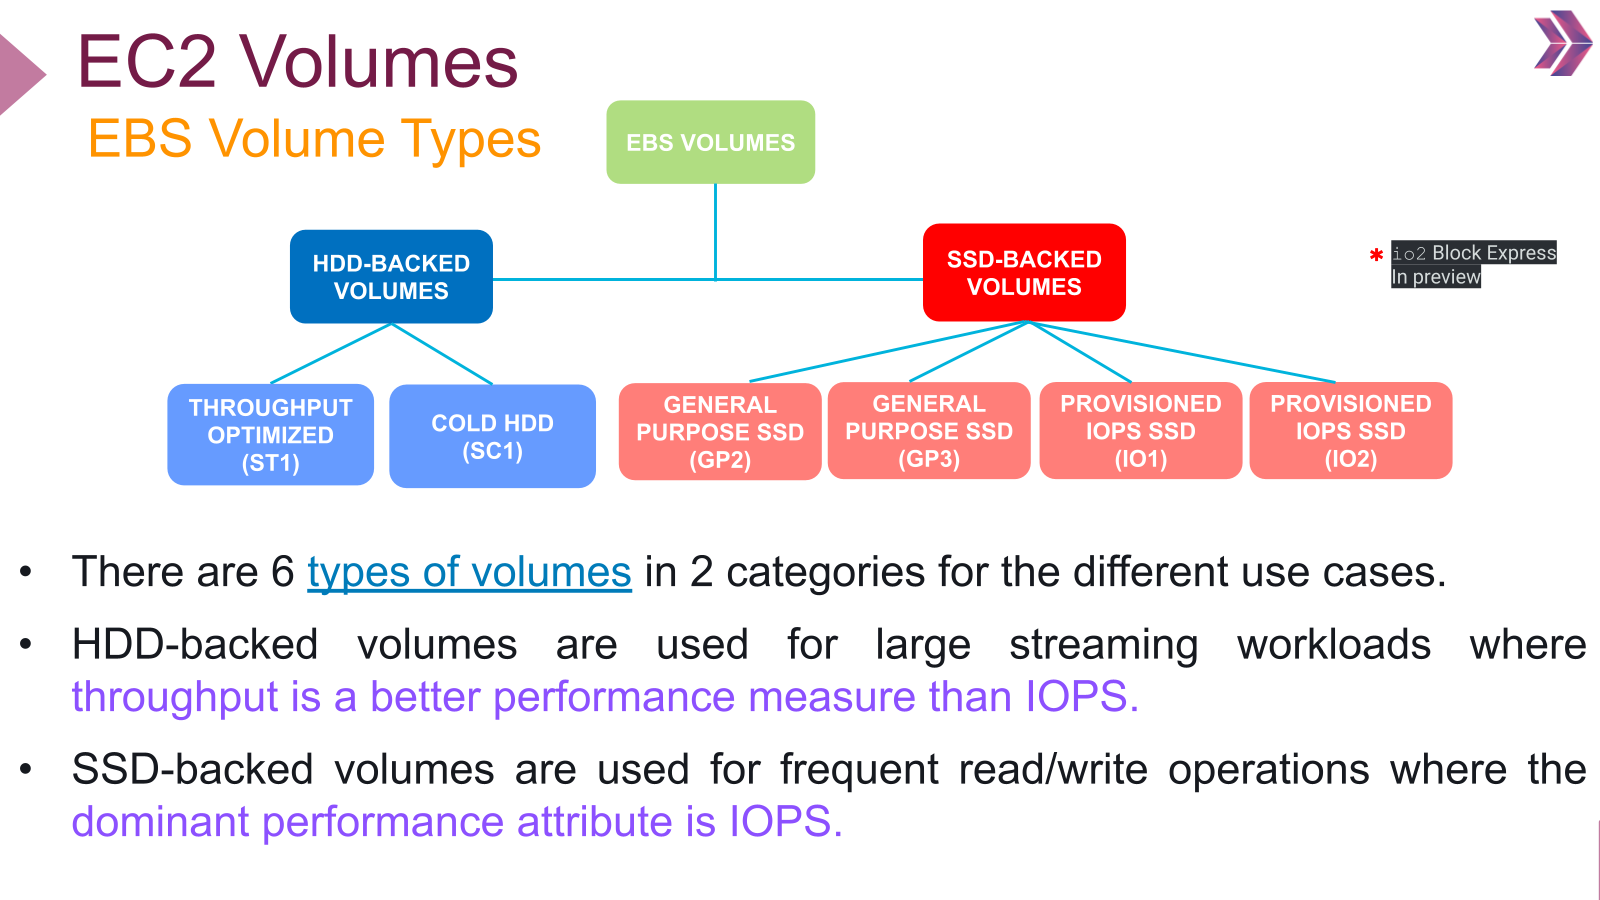 EC2 Volumes
EBS Volume Types
EBS VOLUMES
HDD-BACKED
VOLUMES
SSD-BACKED
VOLUMES
* io2 Block Express
In preview
THROUGHPUT
OPTIMIZED
(ST1)
COLD HDD
(SC1)
GENERAL
PURPOSE SSD
(GP2)
GENERAL
PURPOSE SSD
(GP3)
PROVISIONED
IOPS SSD
(IO1)
PROVISIONED
IOPS SSD
(IO2)
• There are 6 types of volumes in 2 categories for the different use cases.
• HDD-backed volumes are used for large streaming workloads where
throughput is a better performance measure than IOPS.
• SSD-backed volumes are used for frequent read/write operations where the
dominant performance attribute is IOPS.